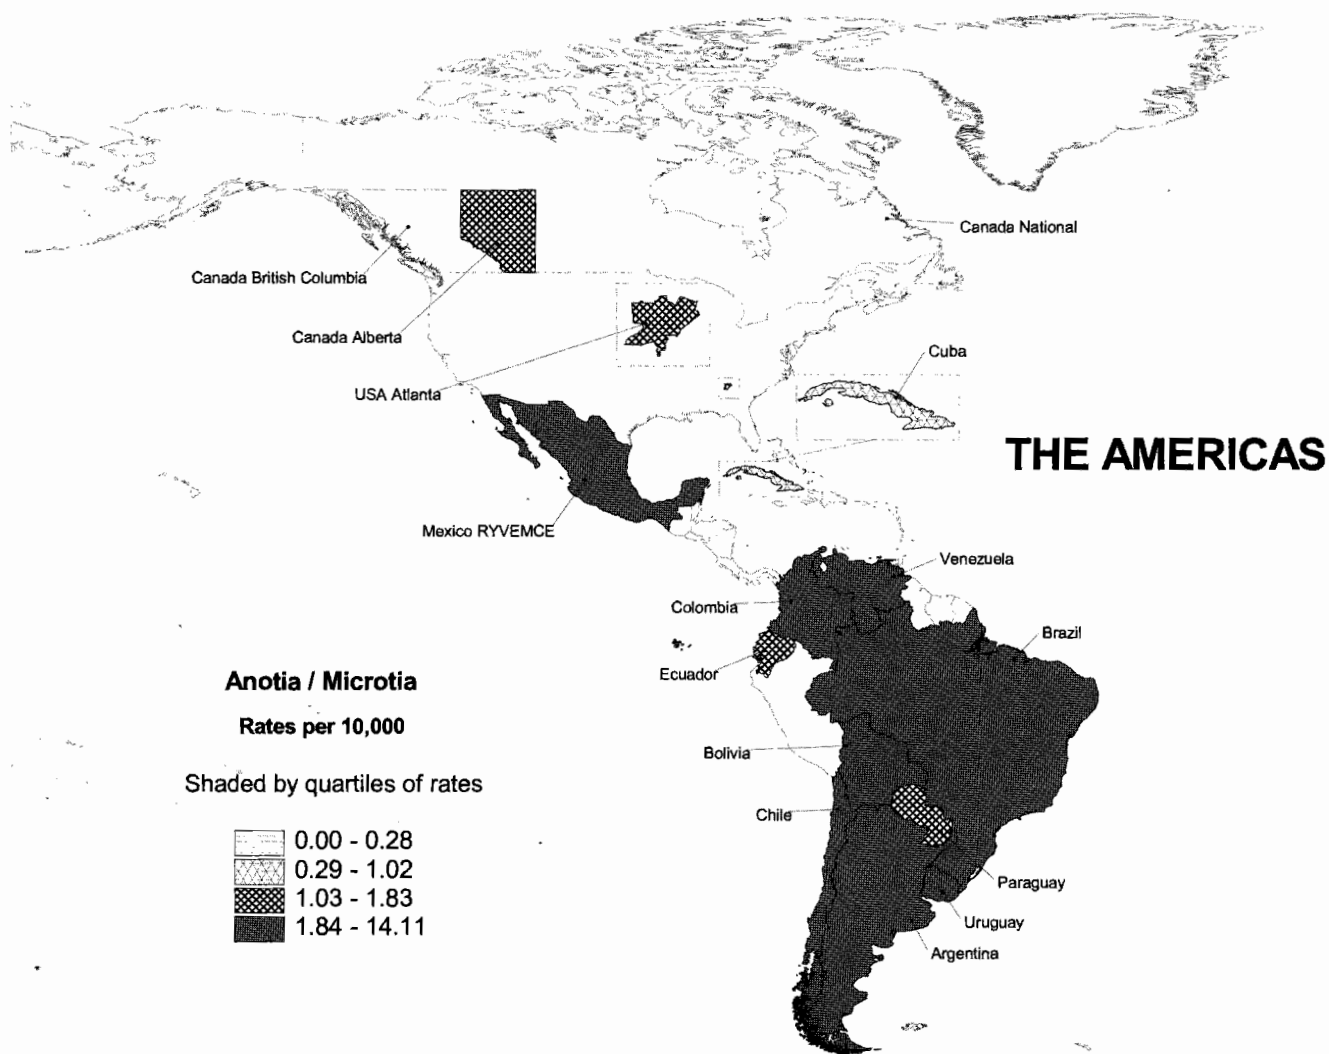 Canada National
Canada British Columbia
Canada Alberta
Cuba
USA Atlanta
THE AMERICAS
Mexico RYVEMCE
Venezuela
Colombia
Brazil
Ecuador
Anotia / Microtia
Rates per 10,000
Bolivia
Shaded by quartiles of rates
Chile
0.00 - 0.28
0.29 - 1.02
1.03 - 1.83
1.84 - 14.11
Paraguay
Uruguay
Argentina